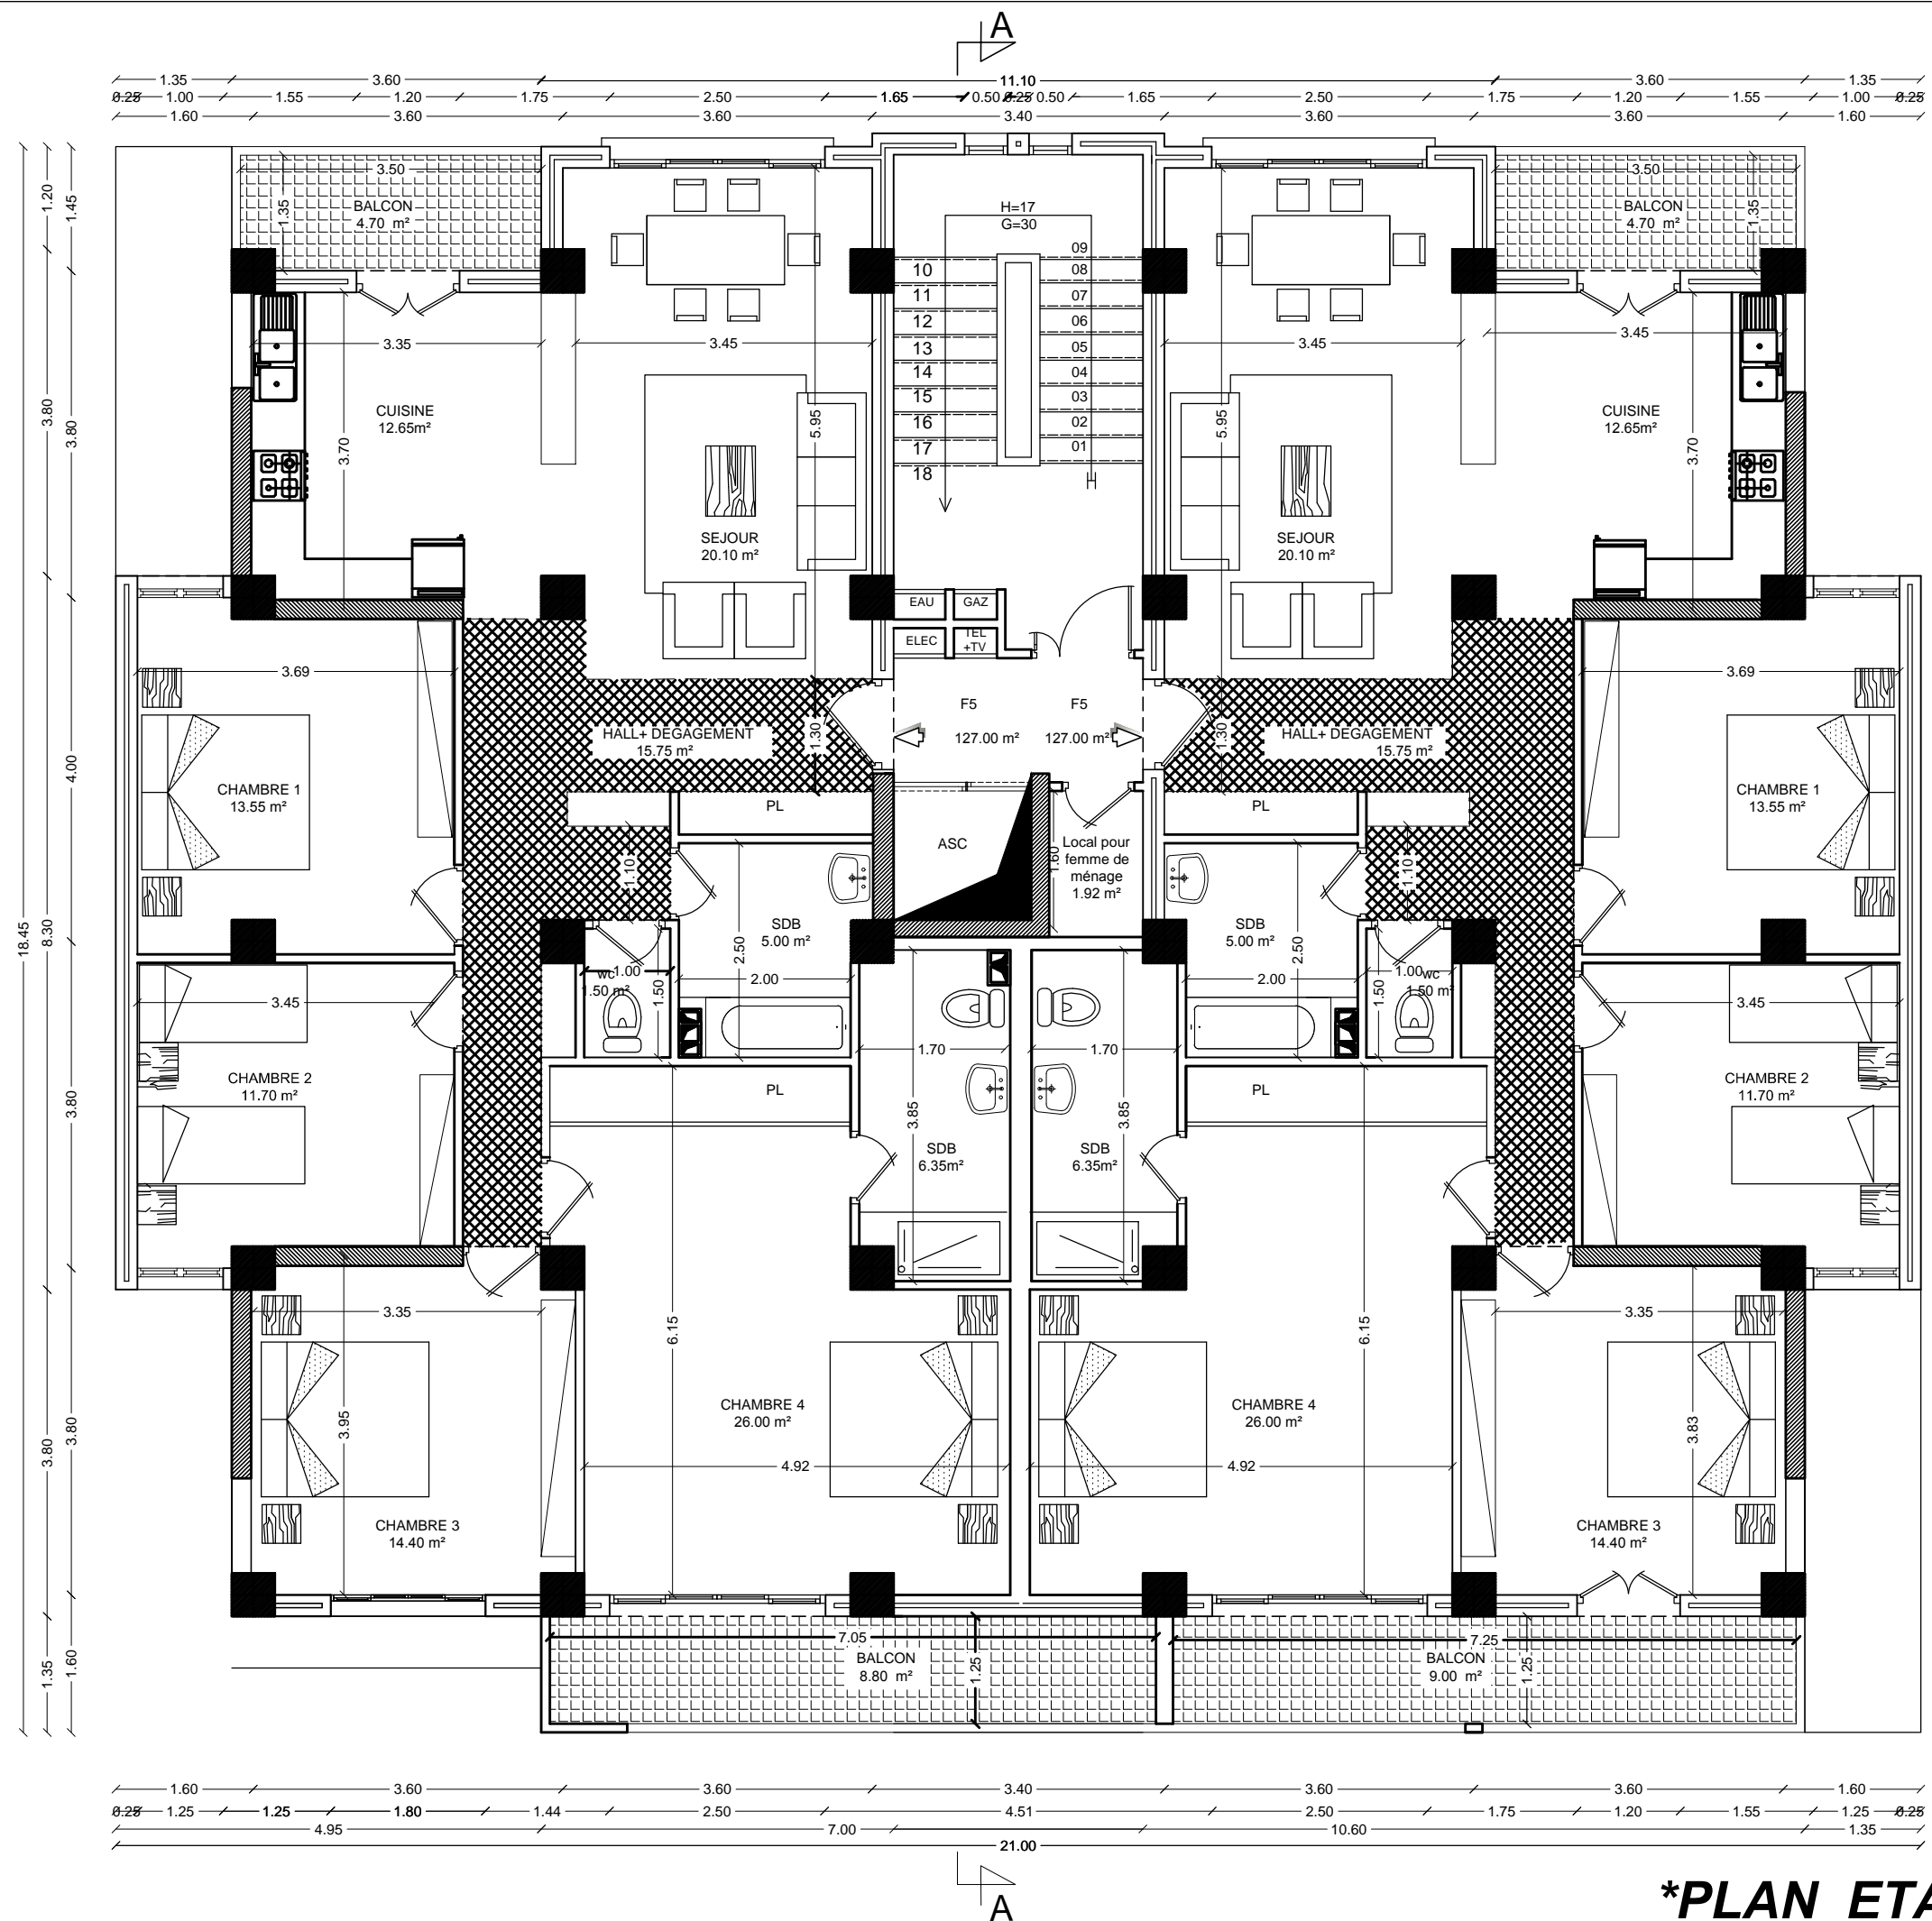 A
1.35 3.60 11.10 3.60 1.35
0.25 1.00 1.55 1.20 1.75 2.50 1.65 0.50 0.25 0.50 1.65 2.50 1.75 1.20 1.55 1.00 0.25
1.60 3.60 3.60 3.40 3.60 3.60 1.60
3.50 3.50
1.35 BALCON 4.70 m²
H=17
G=30
BALCON 4.70 m² 1.35
1.20 1.45
10 11 12 13 14 15 16 17 18
09 08 07 06 05 04 03 02 01
3.35 3.45 3.45 3.45
3.80 3.80
CUISINE
12.65m²
3.70
5.95
5.95
CUISINE
12.65m²
3.70
SEJOUR
20.10 m²
SEJOUR
20.10 m²
EAU GAZ
ELEC TEL
+TV
3.69 3.69
F5 F5
127.00 m² 127.00 m²
HALL+ DEGAGEMENT
15.75 m²
1.30
HALL+ DEGAGEMENT
15.75 m²
1.30
4.00
CHAMBRE 1
13.55 m²
CHAMBRE 1
13.55 m²
PL PL
ASC
Local pour
femme de
ménage
1.92 m²
1.60
1.10 1.10
18.45 8.30
SDB
5.00 m²
2.50
2.00
SDB
5.00 m²
2.50
2.00
wc 1.00
1.50 m²
1.50
1.00 wc
1.50 m²
1.50
3.45 3.45
1.70 1.70
CHAMBRE 2
11.70 m²
CHAMBRE 2
11.70 m²
PL PL
3.80
3.85 3.85
SDB
6.35m²
SDB
6.35m²
3.35 3.35
6.15 6.15
CHAMBRE 4
26.00 m²
CHAMBRE 4
26.00 m²
3.95 3.83
3.80 3.80
4.92 4.92
CHAMBRE 3
14.40 m²
CHAMBRE 3
14.40 m²
7.05 7.25
BALCON
8.80 m²
1.25
BALCON
9.00 m²
1.25
1.35 1.60
1.60 3.60 3.60 3.40 3.60 3.60 1.60
0.25 1.25 1.25 1.80 1.44 2.50 4.51 2.50 1.75 1.20 1.55 1.25 0.25
4.95 7.00 10.60 1.35
21.00
A
*PLAN ETA